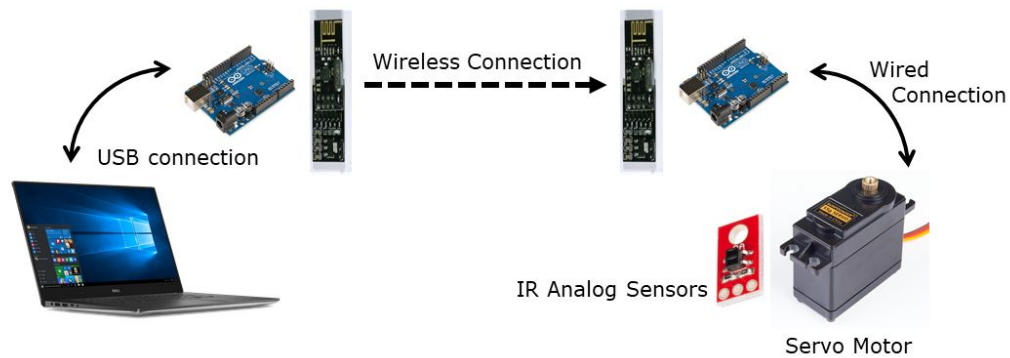 Wireless Connection
Wired
Connection
USB connection
IR Analog Sensors
Servo Motor